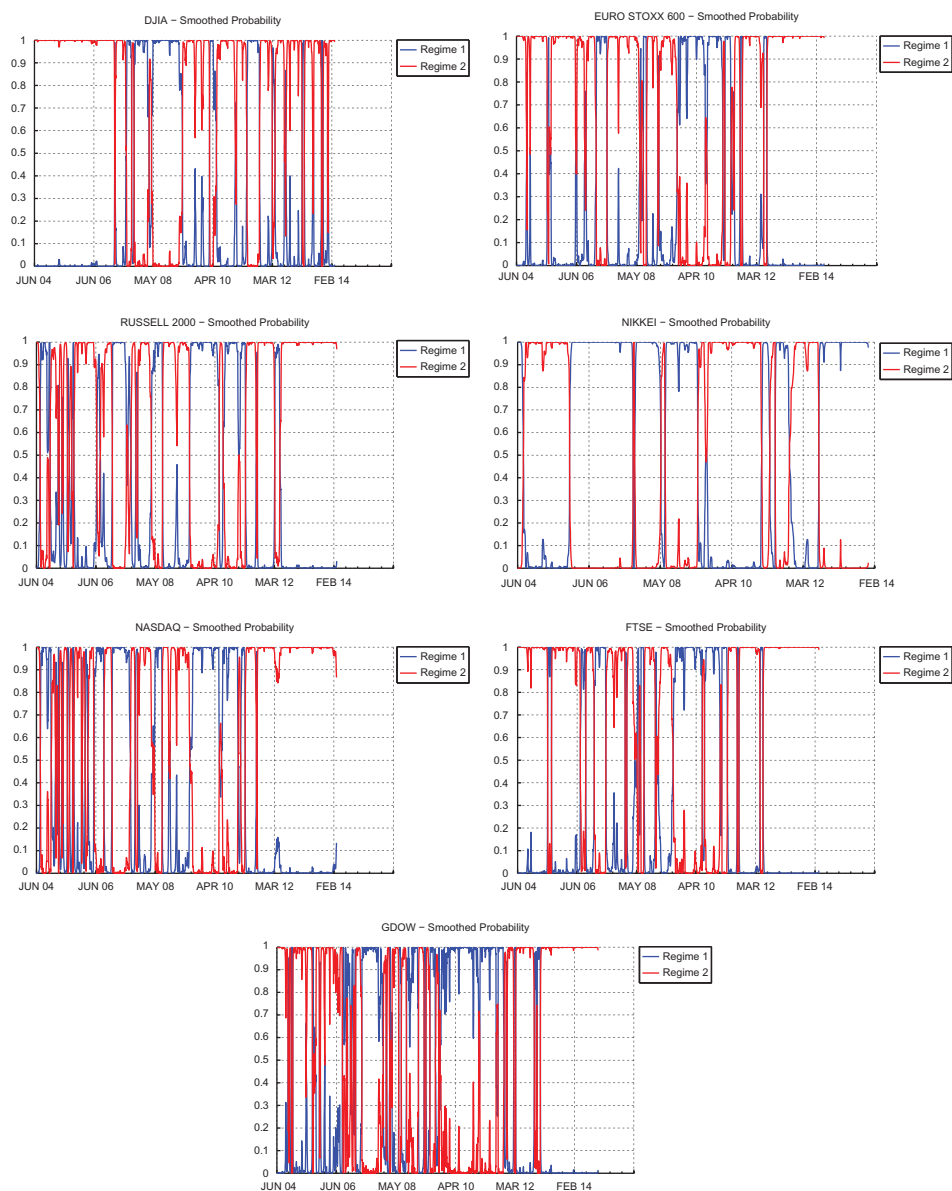 DJIA − Smoothed Probability
1
0.9
0.8
0.7
0.6
0.5
0.4
0.3
0.2
0.1
0
JUN 04 JUN 06 MAY 08 APR 10 MAR 12 FEB 14
Regime 1
Regime 2
EURO STOXX 600 − Smoothed Probability
1
0.9
0.8
0.7
0.6
0.5
0.4
0.3
0.2
0.1
0
JUN 04 JUN 06 MAY 08 APR 10 MAR 12 FEB 14
Regime 1
Regime 2
RUSSELL 2000 − Smoothed Probability
1
0.9
0.8
0.7
0.6
0.5
0.4
0.3
0.2
0.1
0
JUN 04 JUN 06 MAY 08 APR 10 MAR 12 FEB 14
Regime 1
Regime 2
NIKKEI − Smoothed Probability
1
0.9
0.8
0.7
0.6
0.5
0.4
0.3
0.2
0.1
0
JUN 04 JUN 06 MAY 08 APR 10 MAR 12 FEB 14
Regime 1
Regime 2
NASDAQ − Smoothed Probability
1
0.9
0.8
0.7
0.6
0.5
0.4
0.3
0.2
0.1
0
JUN 04 JUN 06 MAY 08 APR 10 MAR 12 FEB 14
Regime 1
Regime 2
FTSE − Smoothed Probability
1
0.9
0.8
0.7
0.6
0.5
0.4
0.3
0.2
0.1
0
JUN 04 JUN 06 MAY 08 APR 10 MAR 12 FEB 14
Regime 1
Regime 2
GDOW − Smoothed Probability
1
0.9
0.8
0.7
0.6
0.5
0.4
0.3
0.2
0.1
0
JUN 04 JUN 06 MAY 08 APR 10 MAR 12 FEB 14
Regime 1
Regime 2